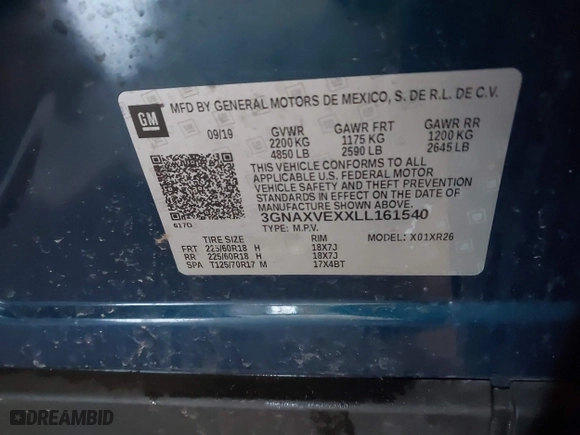 GM
MFD BY GENERAL MOTORS DE MEXICO, S. DE R.L. DE C.V.
09/19 GVWR GAWR FRT GAWR RR
2200 KG 1175 KG 1200 KG
4850 LB 2590 LB 2645 LB
THIS VEHICLE CONFORMS TO ALL
APPLICABLE U.S. FEDERAL MOTOR
VEHICLE SAFETY AND THEFT PREVENTION
STANDARDS IN EFFECT ON THE DATE OF
MANUFACTURE SHOWN ABOVE.
3GNAXVEXXLL161540
617D TYPE: M.P.V.
TIRE SIZE RIM MODEL: X01XR26
FRT 225/60R18 H 18X7J
RR 225/60R18 H 18X7J
SPA T125/70R17 M 17X4BT
DREAMBID